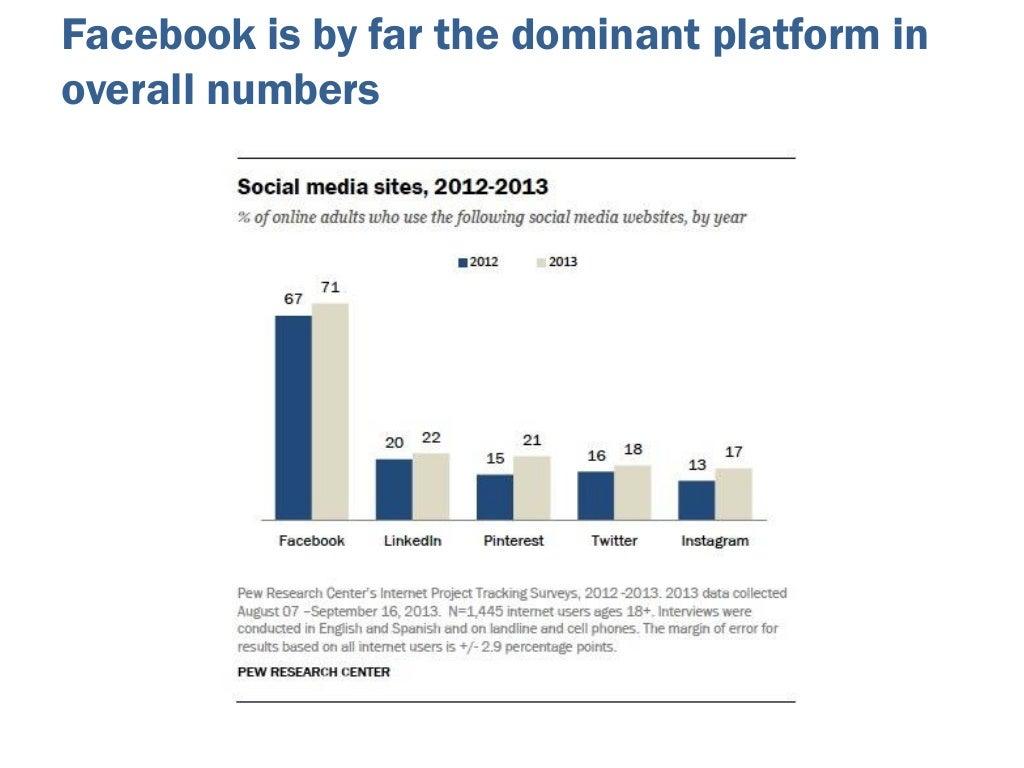 Facebook is by far the dominant platform in
overall numbers
Social media sites, 2012-2013
% of online adults who use the following social media websites, by year
2012 2013
67 71
20 22
15 21
16 18
13 17
Facebook LinkedIn Pinterest Twitter Instagram
Pew Research Center's Internet Project Tracking Surveys, 2012 -2013. 2013 data collected
August 07 –September 16, 2013. N=1,445 internet users ages 18+. Interviews were
conducted in English and Spanish and on landline and cell phones. The margin of error for
results based on all internet users is +/- 2.9 percentage points.
PEW RESEARCH CENTER